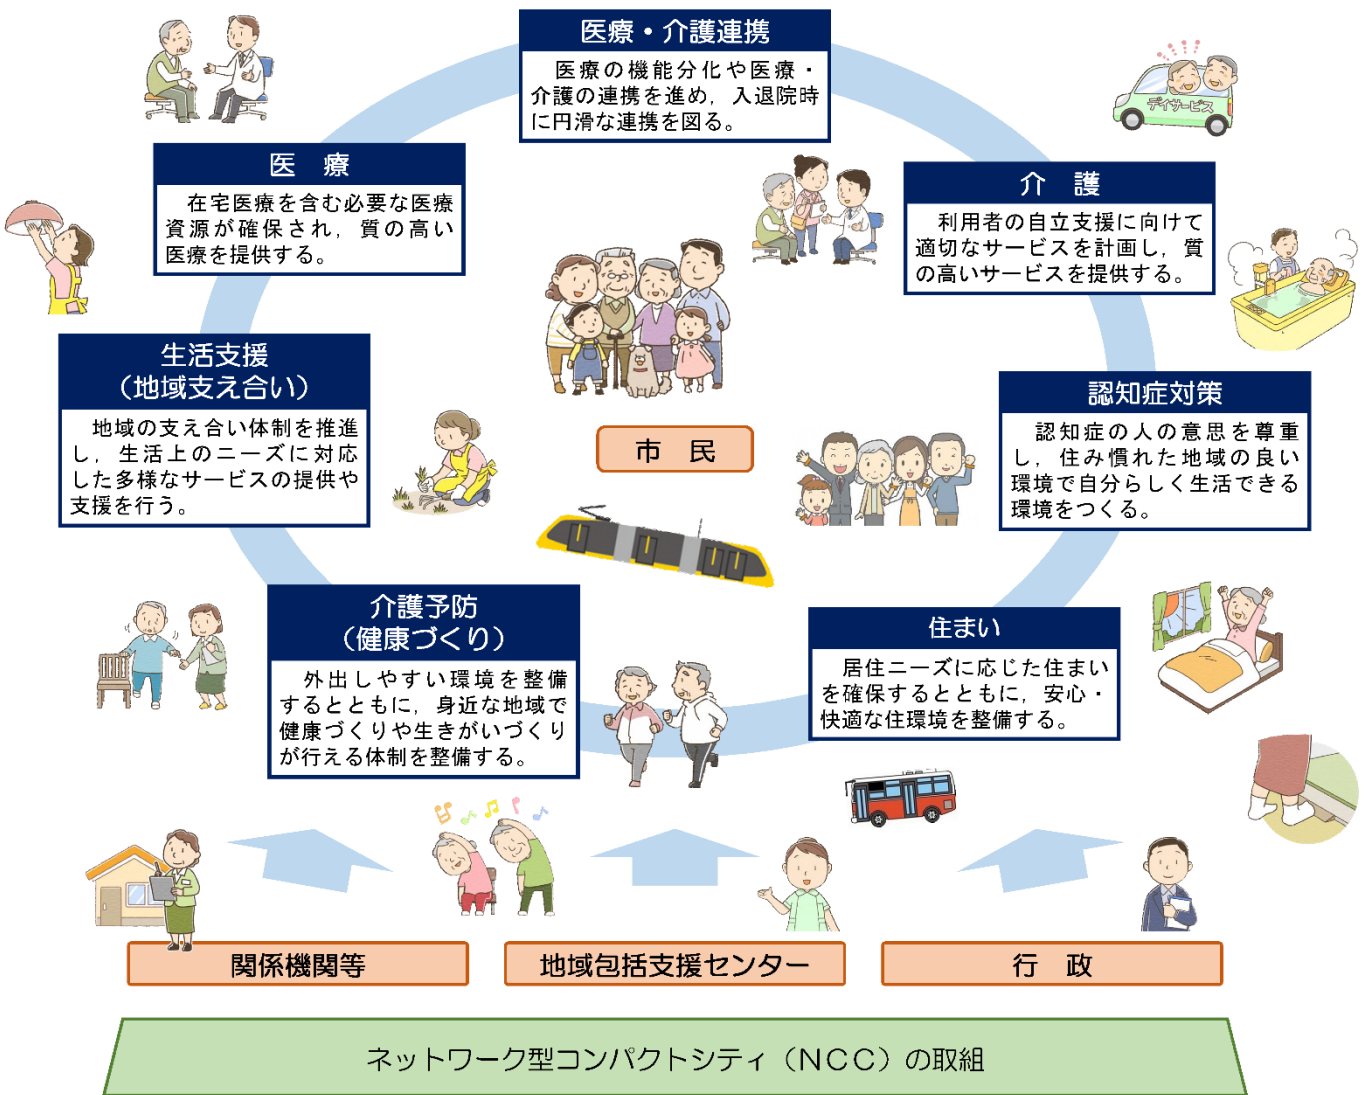 医療・介護連携
医療の機能分化や医療・
介護の連携を進め，入退院時
に円滑な連携を図る。
デイサービス
医　療
在宅医療を含む必要な医療
資源が確保され，質の高い
医療を提供する。
介　護
利用者の自立支援に向けて
適切なサービスを計画し，質
の高いサービスを提供する。
生活支援
（地域支え合い）
地域の支え合い体制を推進
し，生活上のニーズに対応
した多様なサービスの提供や
支援を行う。
市　民
認知症対策
認知症の人の意思を尊重
し，住み慣れた地域の良い
環境で自分らしく生活できる
環境をつくる。
介護予防
（健康づくり）
外出しやすい環境を整備
するとともに，身近な地域で
健康づくりや生きがいづくり
が行える体制を整備する。
住まい
居住ニーズに応じた住まい
を確保するとともに，安心・
快適な住環境を整備する。
関係機関等
地域包括支援センター
行　政
ネットワーク型コンパクトシティ（ＮＣＣ）の取組